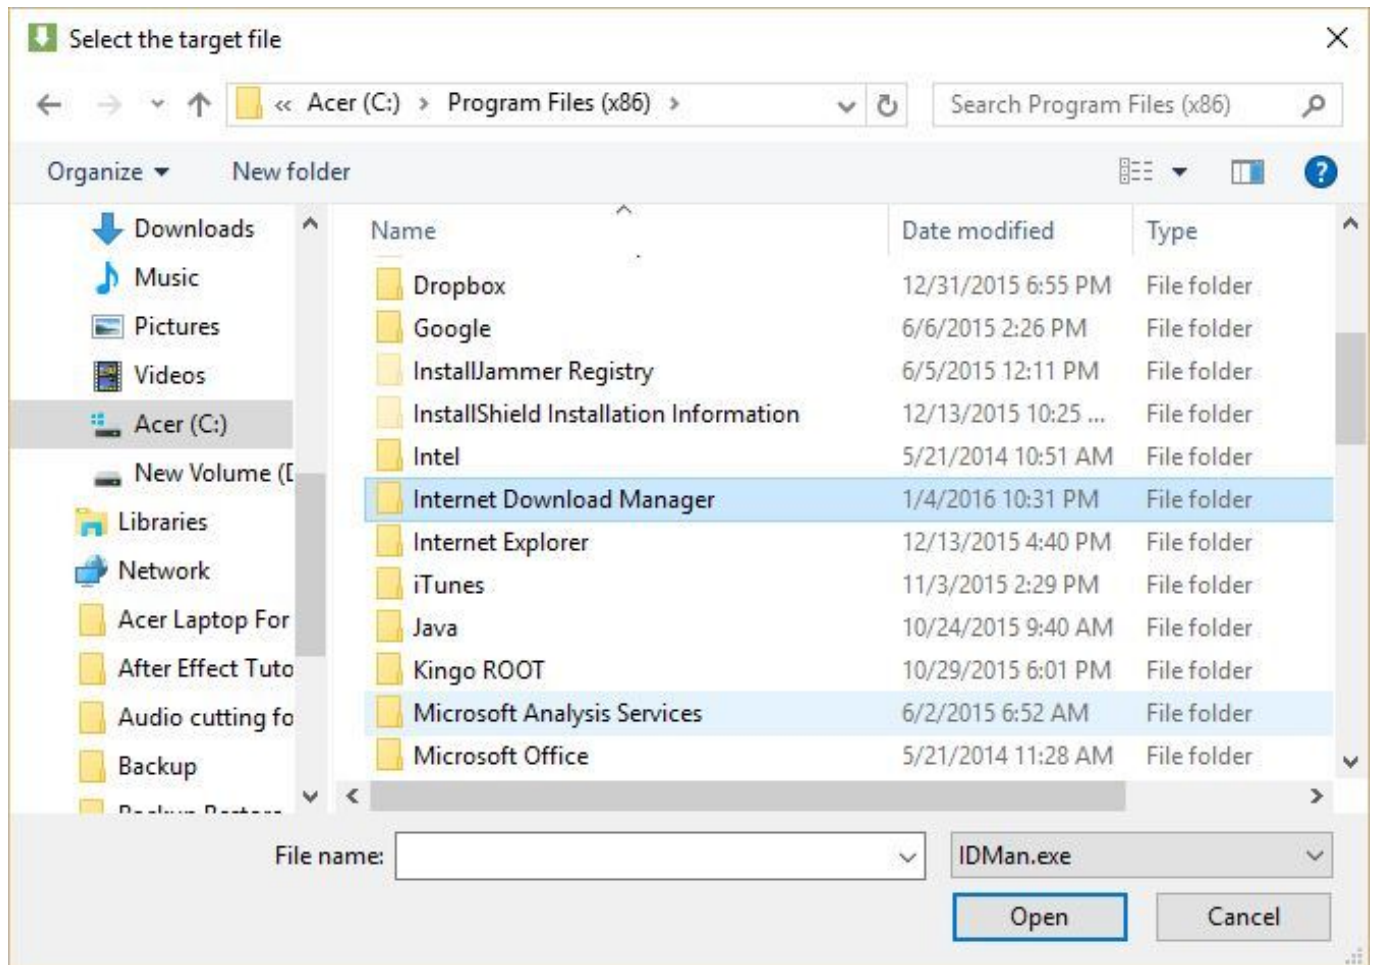 Select the target file
« Acer (C:) > Program Files (x86) >
Search Program Files (x86)
Organize
New folder
Downloads
Music
Pictures
Videos
Acer (C:)
New Volume (D
Libraries
Network
Acer Laptop For
After Effect Tuto
Audio cutting fo
Backup
Name Date modified Type
Dropbox 12/31/2015 6:55 PM File folder
Google 6/6/2015 2:26 PM File folder
InstallJammer Registry 6/5/2015 12:11 PM File folder
InstallShield Installation Information 12/13/2015 10:25 ... File folder
Intel 5/21/2014 10:51 AM File folder
Internet Download Manager 1/4/2016 10:31 PM File folder
Internet Explorer 12/13/2015 4:40 PM File folder
iTunes 11/3/2015 2:29 PM File folder
Java 10/24/2015 9:40 AM File folder
Kingo ROOT 10/29/2015 6:01 PM File folder
Microsoft Analysis Services 6/2/2015 6:52 AM File folder
Microsoft Office 5/21/2014 11:28 AM File folder
File name:
IDMan.exe
Open
Cancel